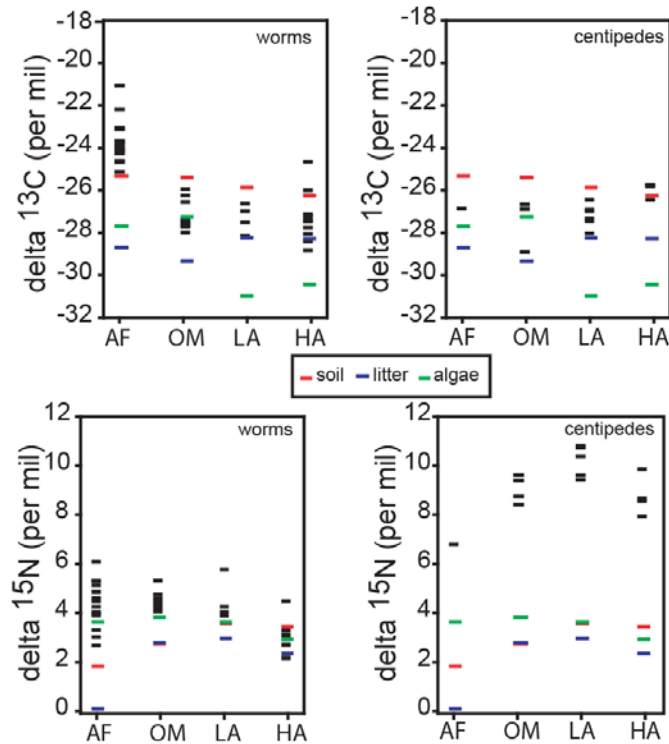 worms
delta 13C (per mil)
-18
-20
-22
-24
-26
-28
-30
-32
AF OM LA HA
centipedes
delta 13C (per mil)
-18
-20
-22
-24
-26
-28
-30
-32
AF OM LA HA
soil litter algae
worms
delta 15N (per mil)
12
10
8
6
4
2
0
AF OM LA HA
centipedes
delta 15N (per mil)
12
10
8
6
4
2
0
AF OM LA HA